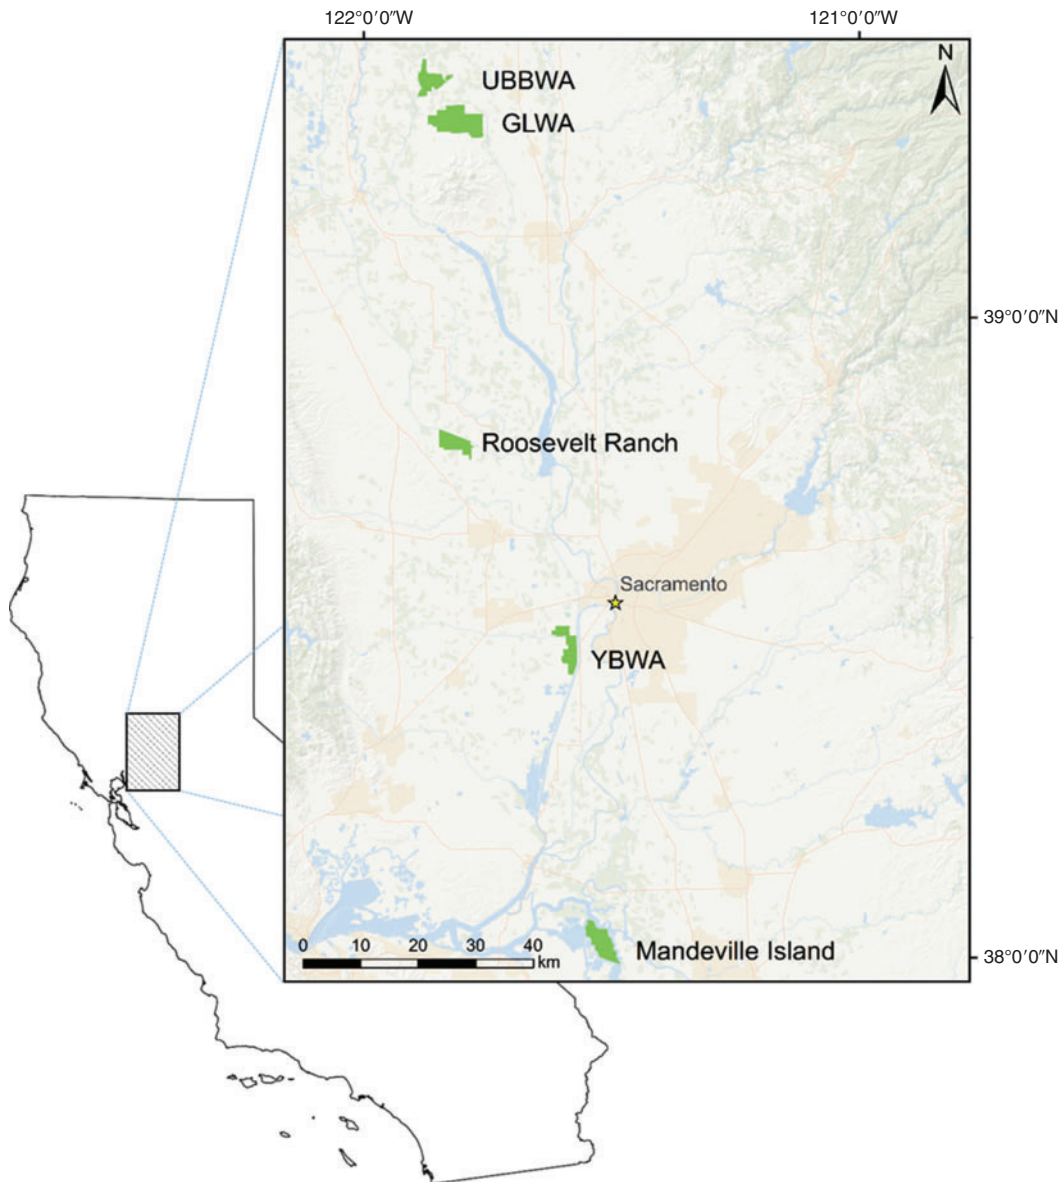 122°0′0″W 121°0′0″W
N
UBBWA
GLWA
39°0′0″N
Roosevelt Ranch
Sacramento
YBWA
Mandeville Island
0 10 20 30 40
km
38°0′0″N